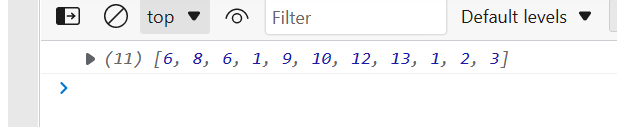 top Filter Default levels
(11) [6, 8, 6, 1, 9, 10, 12, 13, 1, 2, 3]